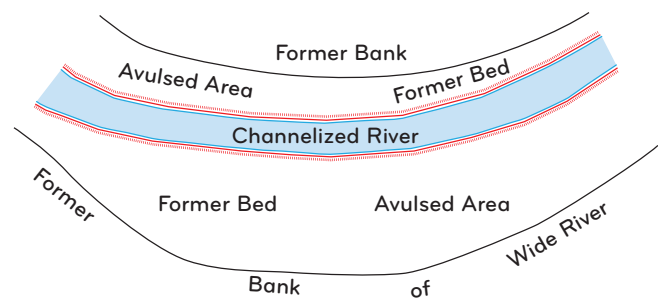 Former Bank
Avulsed Area
Former Bed
Channelized River
Former Bed
Avulsed Area
Former Bank of Wide River